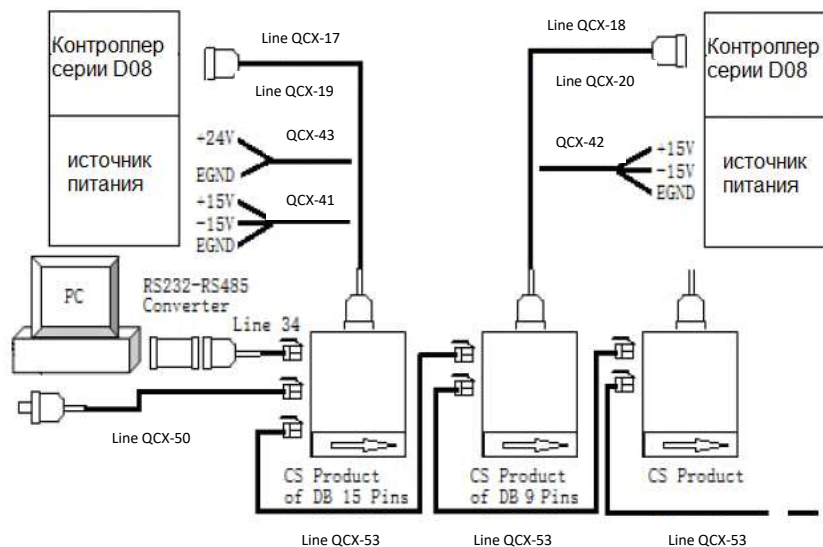 Контроллер
серии D08
источник
питания
Line QCX-17
Line QCX-19
+24V
QCX-43
EGND
+15V
QCX-41
-15V
EGND
Line QCX-18
Line QCX-20
QCX-42
+15V
-15V
EGND
Контроллер
серии D08
источник
питания
PC
RS232-RS485
Converter
Line 34
Line QCX-50
CS Product
of DB 15 Pins
CS Product
of DB 9 Pins
CS Product
Line QCX-53
Line QCX-53
Line QCX-53